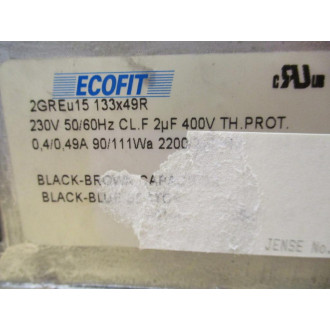 ECOFIT
2GREu15 133x49R
230V 50/60Hz CL.F 2µF 400V TH.PROT.
0,4/0,49A 90/111Wa 2200
BLACK-BROWN
BLACK-BLUE
JENSE No.